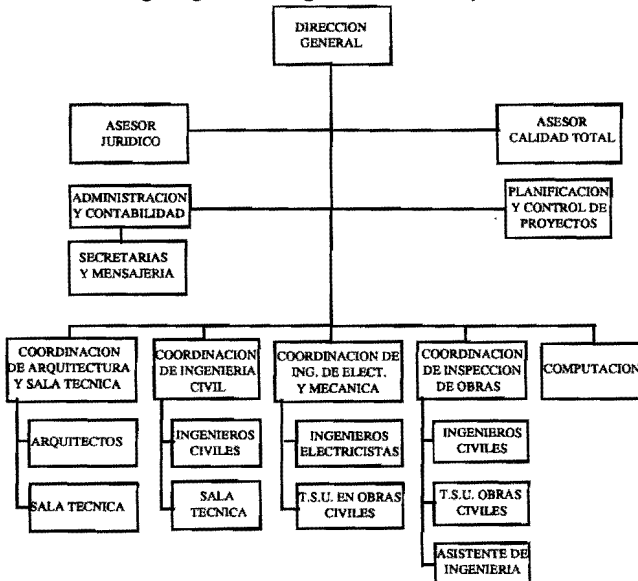 DIRECCION
GENERAL
ASESOR
JURIDICO
ASESOR
CALIDAD TOTAL
ADMINISTRACION
Y CONTABILIDAD
PLANIFICACION
Y CONTROL DE
PROYECTOS
SECRETARIAS
Y MENSAJERIA
COORDINACION
DE ARQUITECTURA
Y SALA TECNICA
COORDINACION
DE INGENIERIA
CIVIL
COORDINACION DE
ING. DE ELECT.
Y MECANICA
COORDINACION
DE INSPECCION
DE OBRAS
COMPUTACION
ARQUITECTOS
INGENIEROS
CIVILES
INGENIEROS
ELECTRICISTAS
INGENIEROS
CIVILES
SALA TECNICA
SALA
TECNICA
T.S.U. EN OBRAS
CIVILES
T.S.U. OBRAS
CIVILES
ASISTENTE DE
INGENIERIA